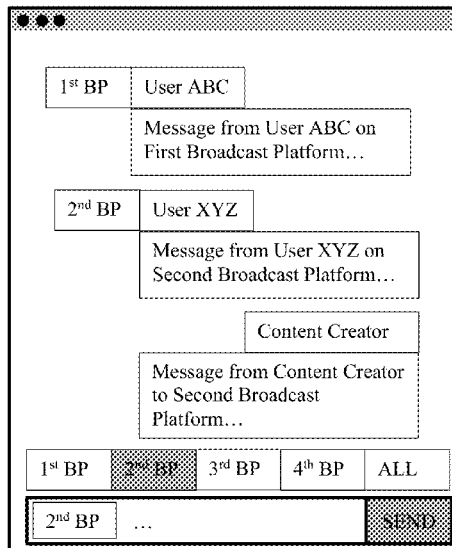 1st BP User ABC
Message from User ABC on
First Broadcast Platform…
2nd BP User XYZ
Message from User XYZ on
Second Broadcast Platform…
Content Creator
Message from Content Creator
to Second Broadcast
Platform…
1st BP 2nd BP 3rd BP 4th BP ALL
2nd BP … SEND